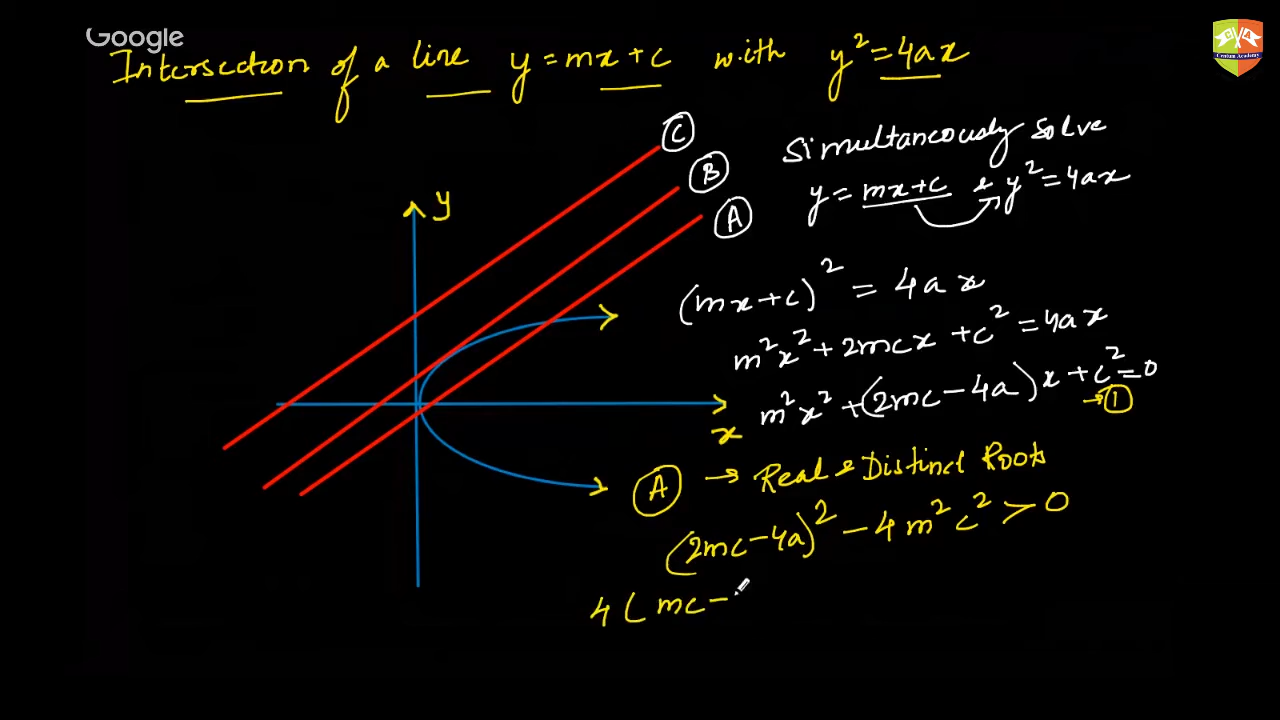 Google
Intersection of a line y = mx + c with y² = 4ax
C
B
A
y
x
Simultaneously solve
y = mx+c & y² = 4ax
(mx+c)² = 4ax
m²x² + 2mcx + c² = 4ax
m²x² + (2mc − 4a)x + c² = 0
→ 1
A → Real & Distinct Roots
(2mc − 4a)² − 4m²c² > 0
4 ( mc −